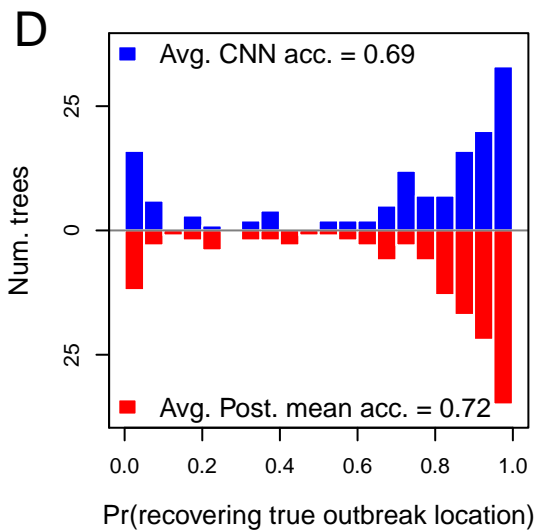 D
Avg. CNN acc. = 0.69
25
0
25
Num. trees
Avg. Post. mean acc. = 0.72
0.0 0.2 0.4 0.6 0.8 1.0
Pr(recovering true outbreak location)